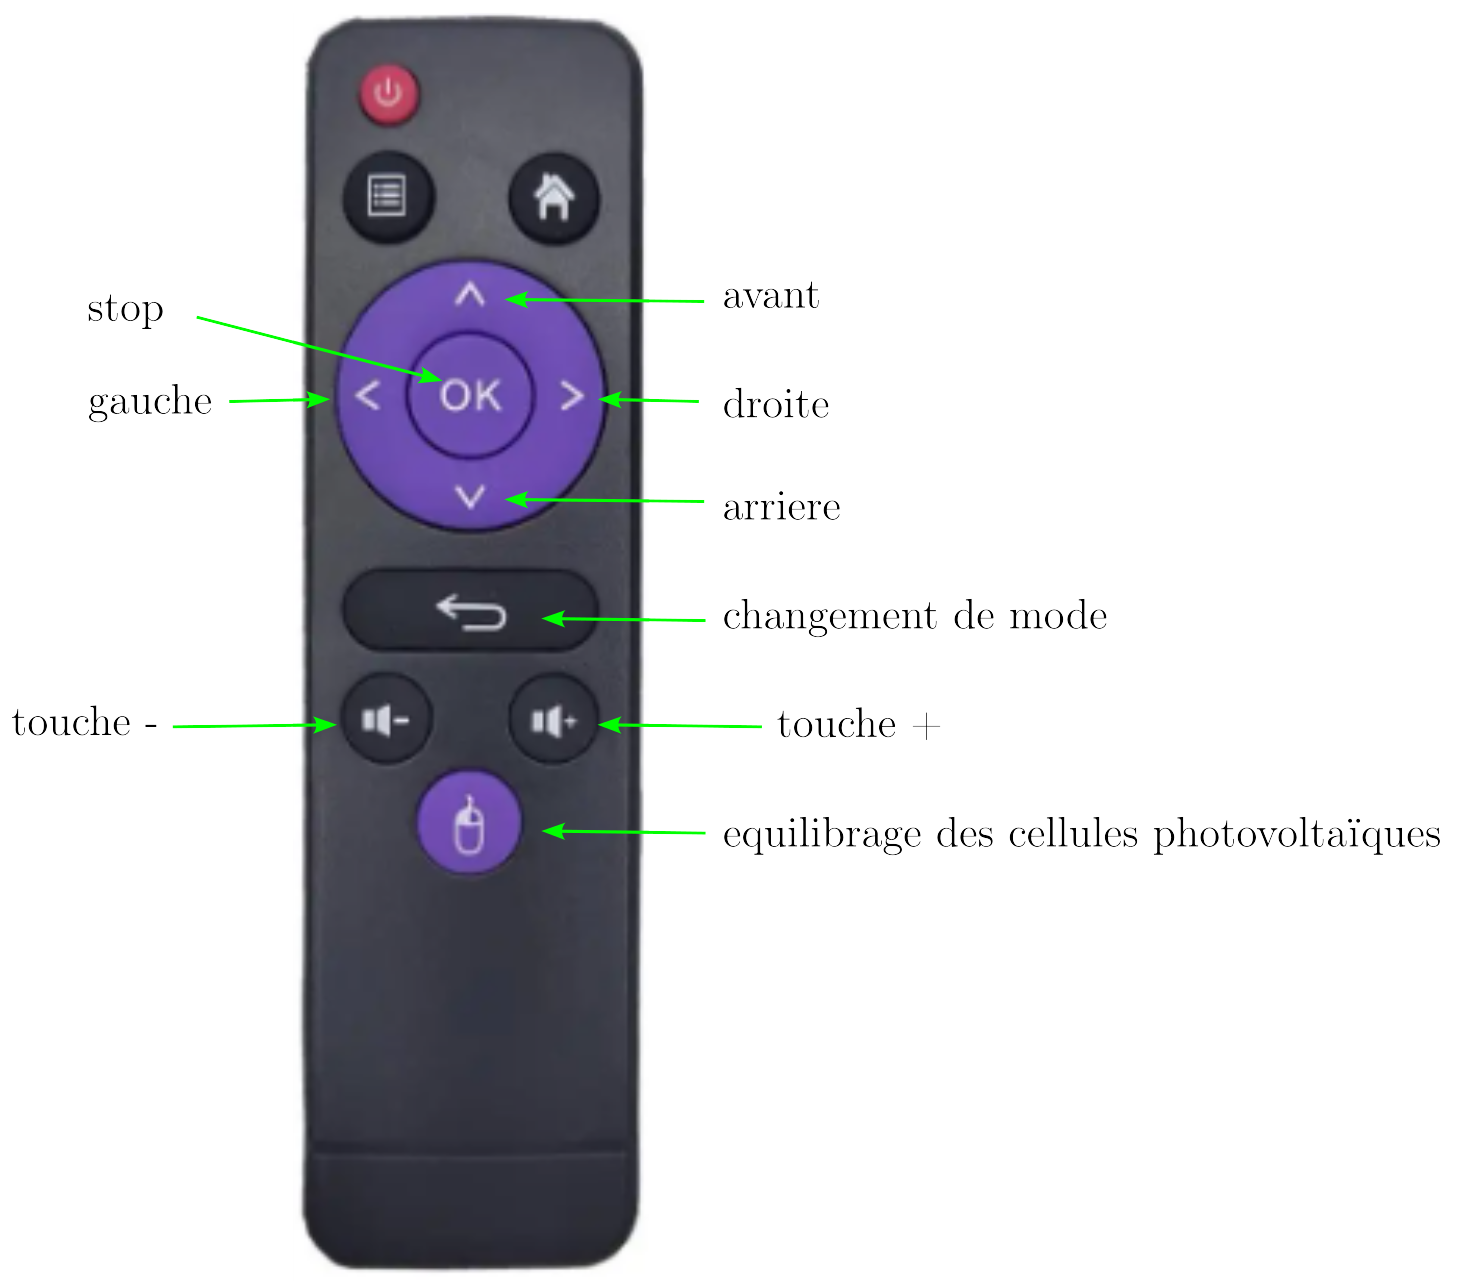 avant
stop
OK
gauche
droite
arriere
changement de mode
touche -
touche +
equilibrage des cellules photovoltaïques